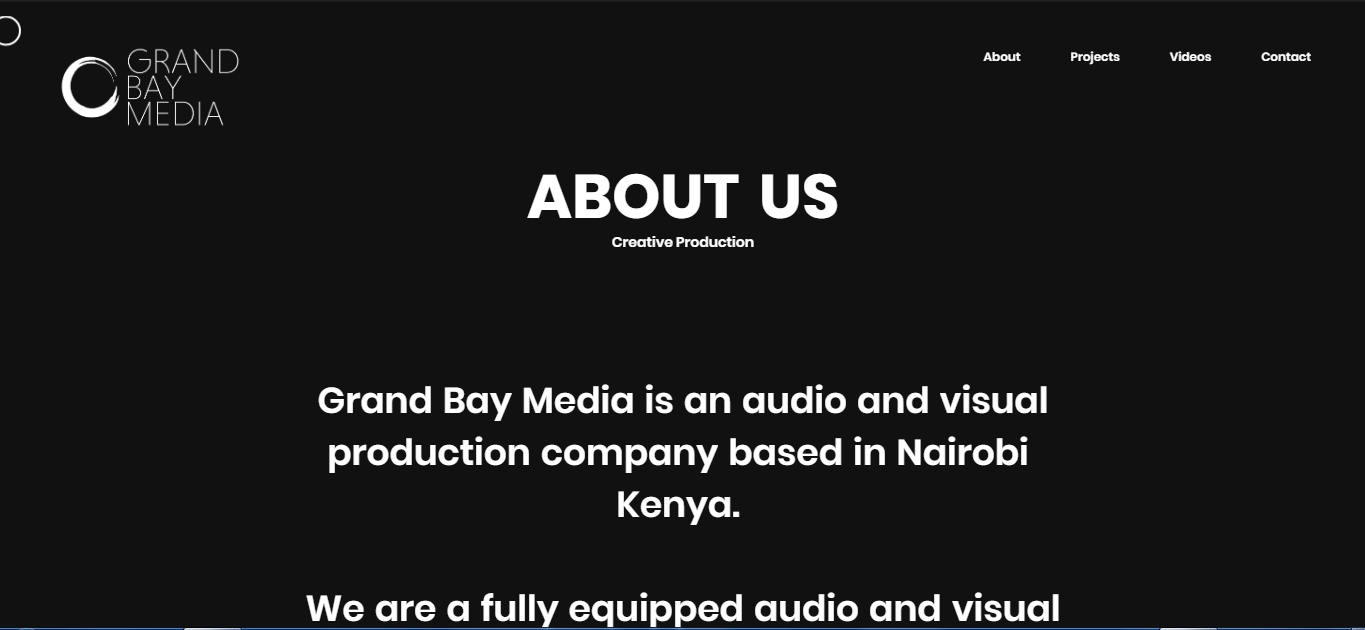 GRAND
BAY
MEDIA
About Projects Videos Contact
ABOUT US
Creative Production
Grand Bay Media is an audio and visual
production company based in Nairobi
Kenya.
We are a fully equipped audio and visual